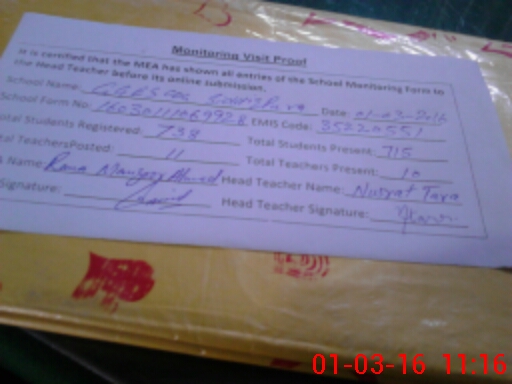 Monitoring Visit Proof
It is certified that the MEA has shown all entries of the School Monitoring Form to
the Head Teacher before its online submission.
School Name: Date: 01-03-2016
School Form No EMIS Code: 35220551
Total Students Registered: 738 Total Students Present: 715
Total TeachersPosted: 11 Total Teachers Present: 10
s Name: Rana Manzoor Ahmed Head Teacher Name: Nusrat Tara
Signature: Head Teacher Signature:
01-03-16 11:16